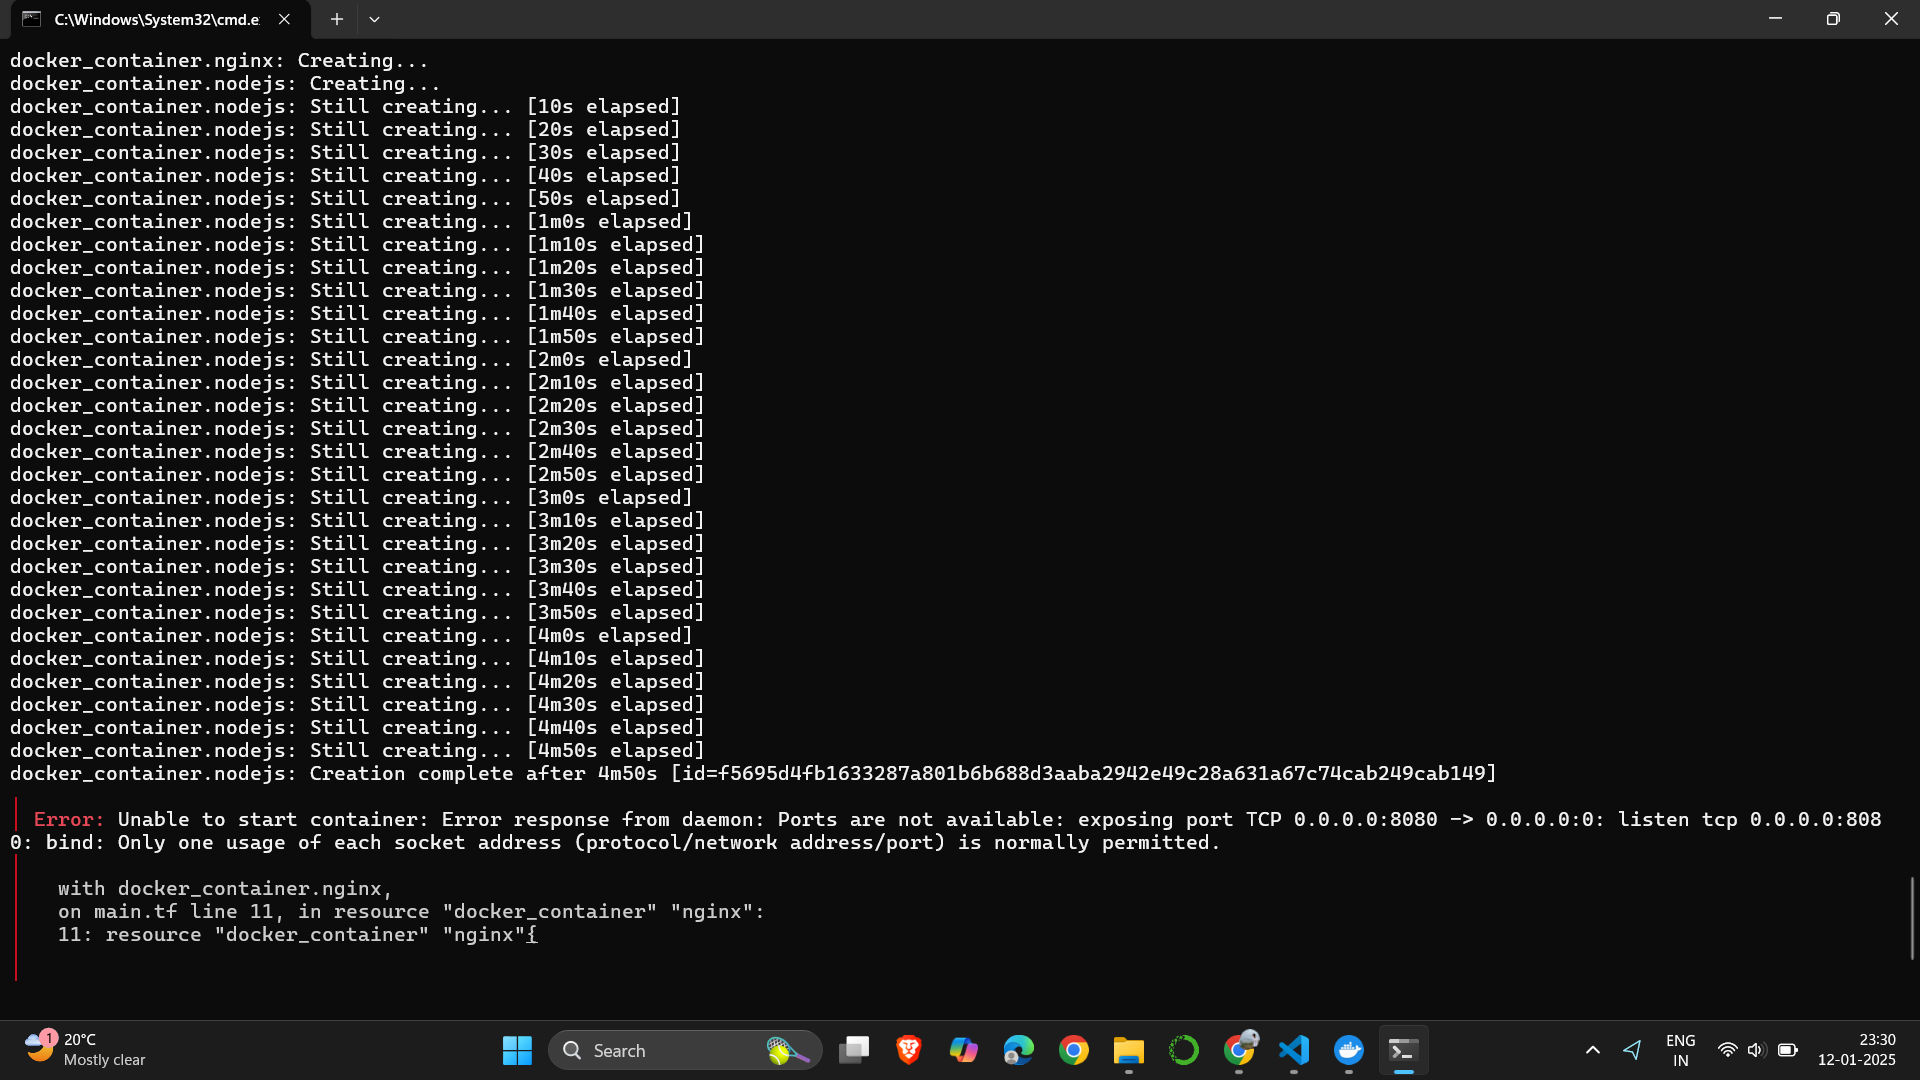 C:\Windows\System32\cmd.e
docker_container.nginx: Creating...
docker_container.nodejs: Creating...
docker_container.nodejs: Still creating... [10s elapsed]
docker_container.nodejs: Still creating... [20s elapsed]
docker_container.nodejs: Still creating... [30s elapsed]
docker_container.nodejs: Still creating... [40s elapsed]
docker_container.nodejs: Still creating... [50s elapsed]
docker_container.nodejs: Still creating... [1m0s elapsed]
docker_container.nodejs: Still creating... [1m10s elapsed]
docker_container.nodejs: Still creating... [1m20s elapsed]
docker_container.nodejs: Still creating... [1m30s elapsed]
docker_container.nodejs: Still creating... [1m40s elapsed]
docker_container.nodejs: Still creating... [1m50s elapsed]
docker_container.nodejs: Still creating... [2m0s elapsed]
docker_container.nodejs: Still creating... [2m10s elapsed]
docker_container.nodejs: Still creating... [2m20s elapsed]
docker_container.nodejs: Still creating... [2m30s elapsed]
docker_container.nodejs: Still creating... [2m40s elapsed]
docker_container.nodejs: Still creating... [2m50s elapsed]
docker_container.nodejs: Still creating... [3m0s elapsed]
docker_container.nodejs: Still creating... [3m10s elapsed]
docker_container.nodejs: Still creating... [3m20s elapsed]
docker_container.nodejs: Still creating... [3m30s elapsed]
docker_container.nodejs: Still creating... [3m40s elapsed]
docker_container.nodejs: Still creating... [3m50s elapsed]
docker_container.nodejs: Still creating... [4m0s elapsed]
docker_container.nodejs: Still creating... [4m10s elapsed]
docker_container.nodejs: Still creating... [4m20s elapsed]
docker_container.nodejs: Still creating... [4m30s elapsed]
docker_container.nodejs: Still creating... [4m40s elapsed]
docker_container.nodejs: Still creating... [4m50s elapsed]
docker_container.nodejs: Creation complete after 4m50s [id=f5695d4fb1633287a801b6b688d3aaba2942e49c28a631a67c74cab249cab149]
Error: Unable to start container: Error response from daemon: Ports are not available: exposing port TCP 0.0.0.0:8080 -> 0.0.0.0:0: listen tcp 0.0.0.0:808
0: bind: Only one usage of each socket address (protocol/network address/port) is normally permitted.
with docker_container.nginx,
on main.tf line 11, in resource "docker_container" "nginx":
11: resource "docker_container" "nginx"{
1
20°C
Mostly clear
Search
ENG
IN
23:30
12-01-2025